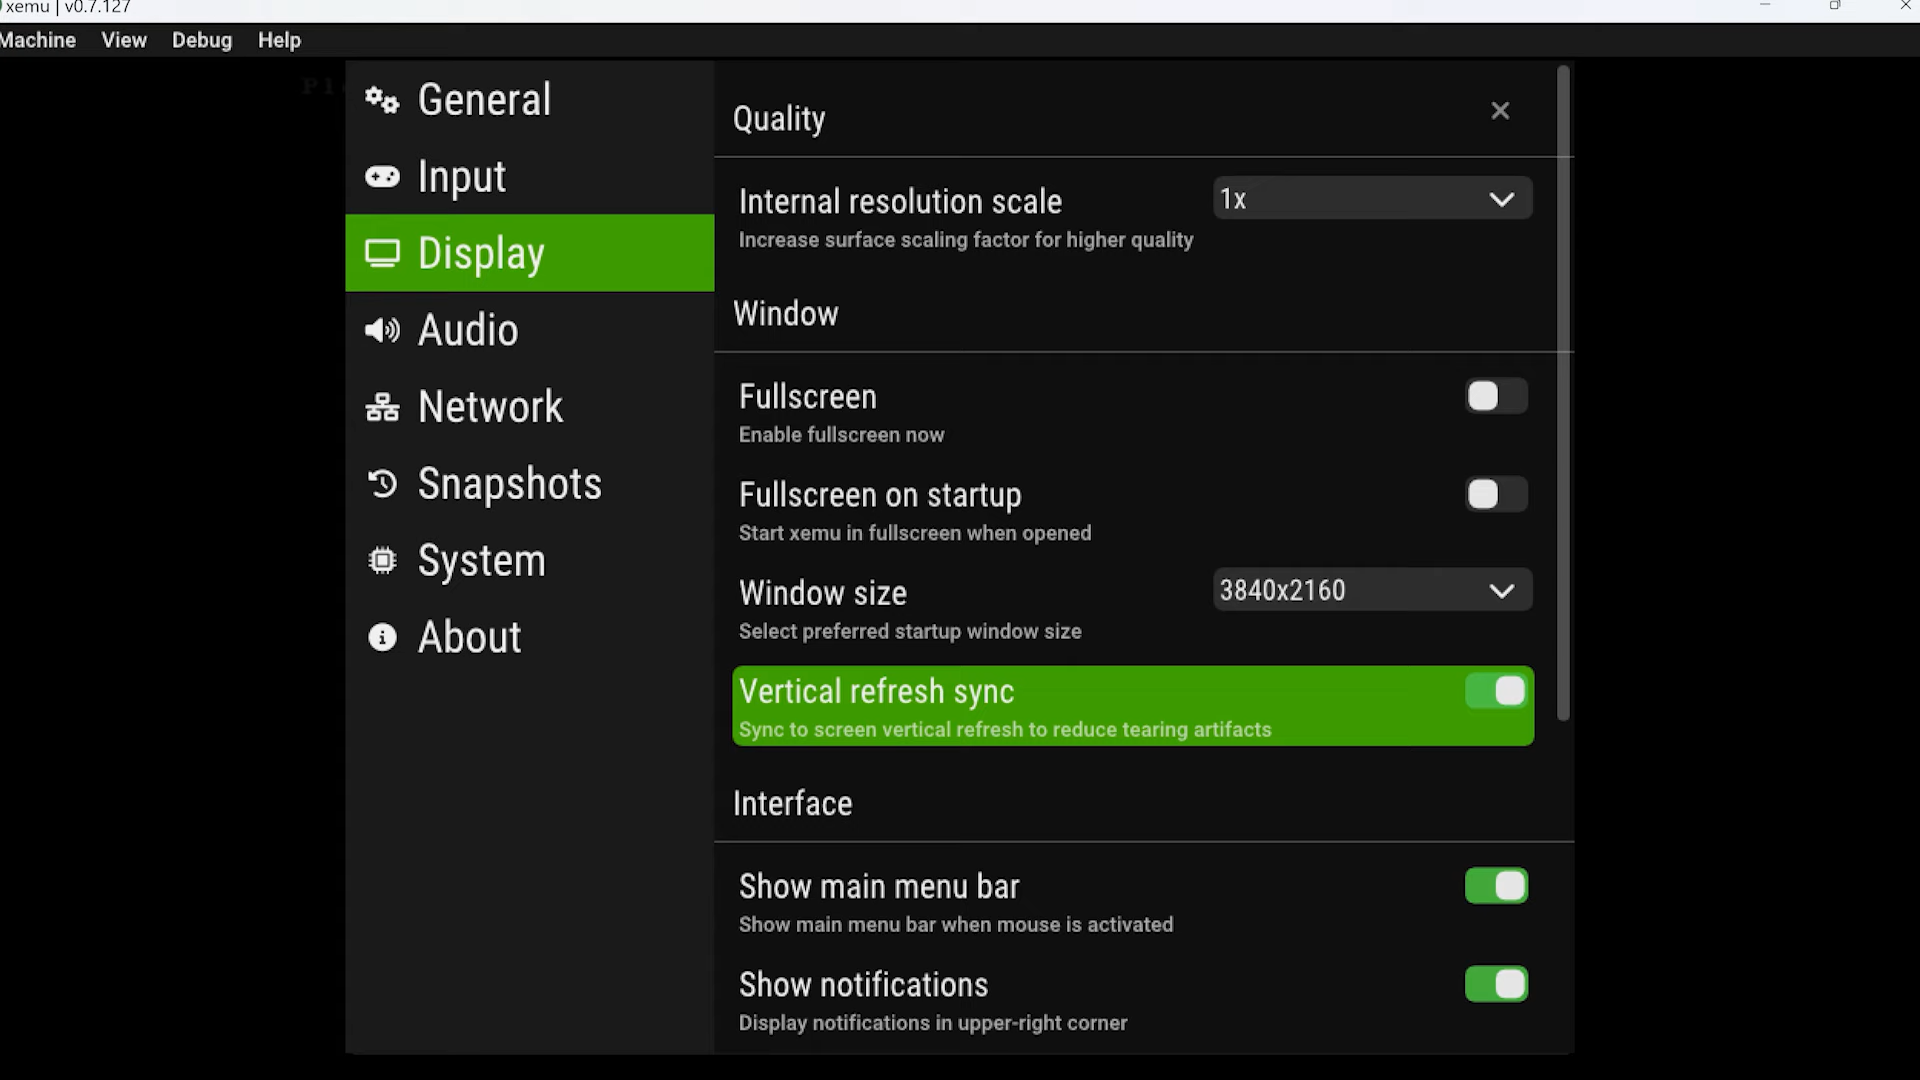 xemu | v0.7.127
Machine View Debug Help
General
Input
Display
Audio
Network
Snapshots
System
About
Quality
Internal resolution scale 1x
Increase surface scaling factor for higher quality
Window
Fullscreen
Enable fullscreen now
Fullscreen on startup
Start xemu in fullscreen when opened
Window size 3840x2160
Select preferred startup window size
Vertical refresh sync
Sync to screen vertical refresh to reduce tearing artifacts
Interface
Show main menu bar
Show main menu bar when mouse is activated
Show notifications
Display notifications in upper-right corner